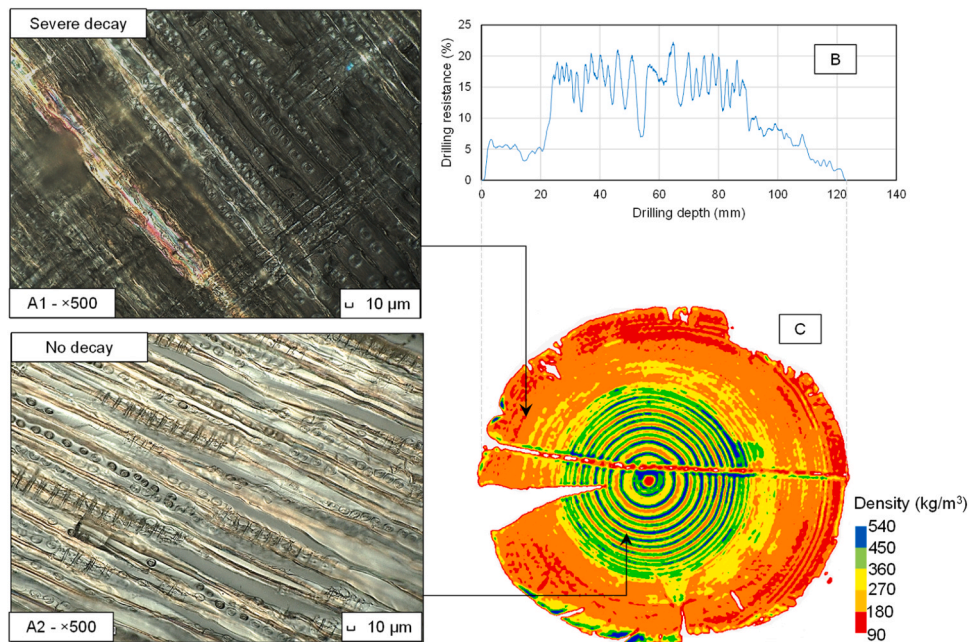 Severe decay
A1 - ×500
10 µm
No decay
A2 - ×500
10 µm
B
Drilling resistance (%)
25
20
15
10
5
0
0 20 40 60 80 100 120 140
Drilling depth (mm)
C
Density (kg/m³)
540
450
360
270
180
90